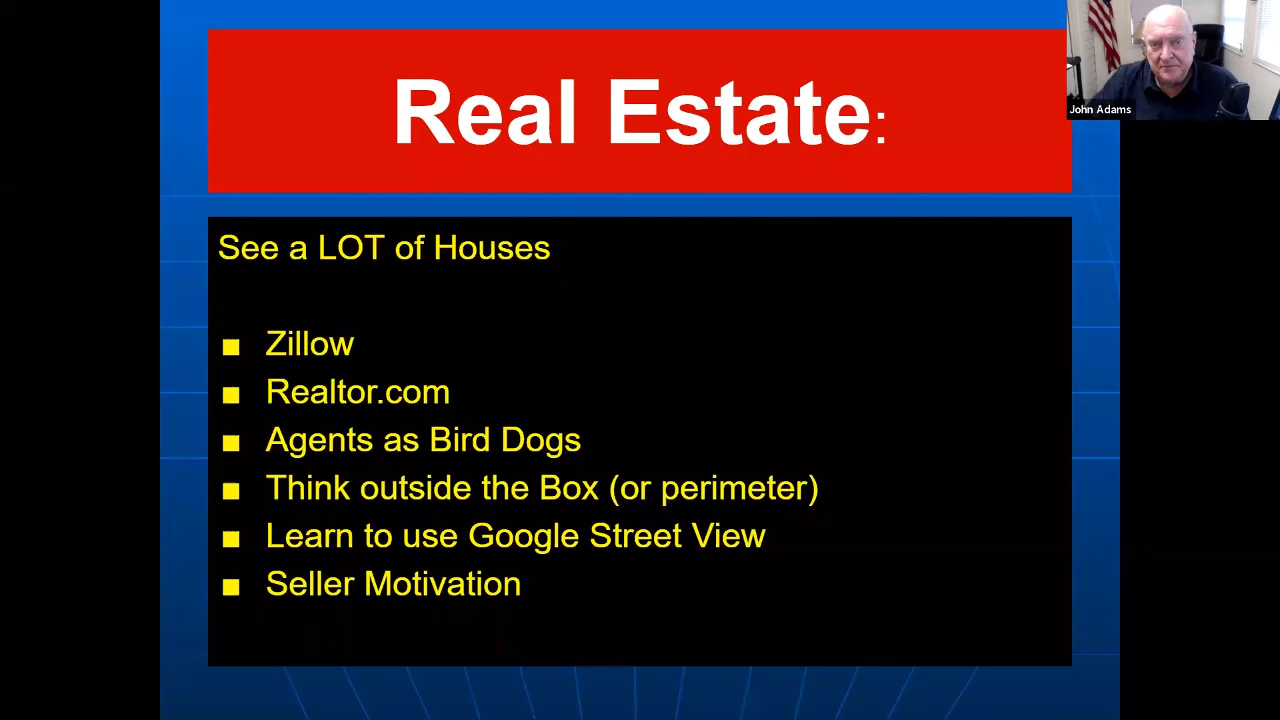 Real Estate:
John Adams
See a LOT of Houses
Zillow
Realtor.com
Agents as Bird Dogs
Think outside the Box (or perimeter)
Learn to use Google Street View
Seller Motivation